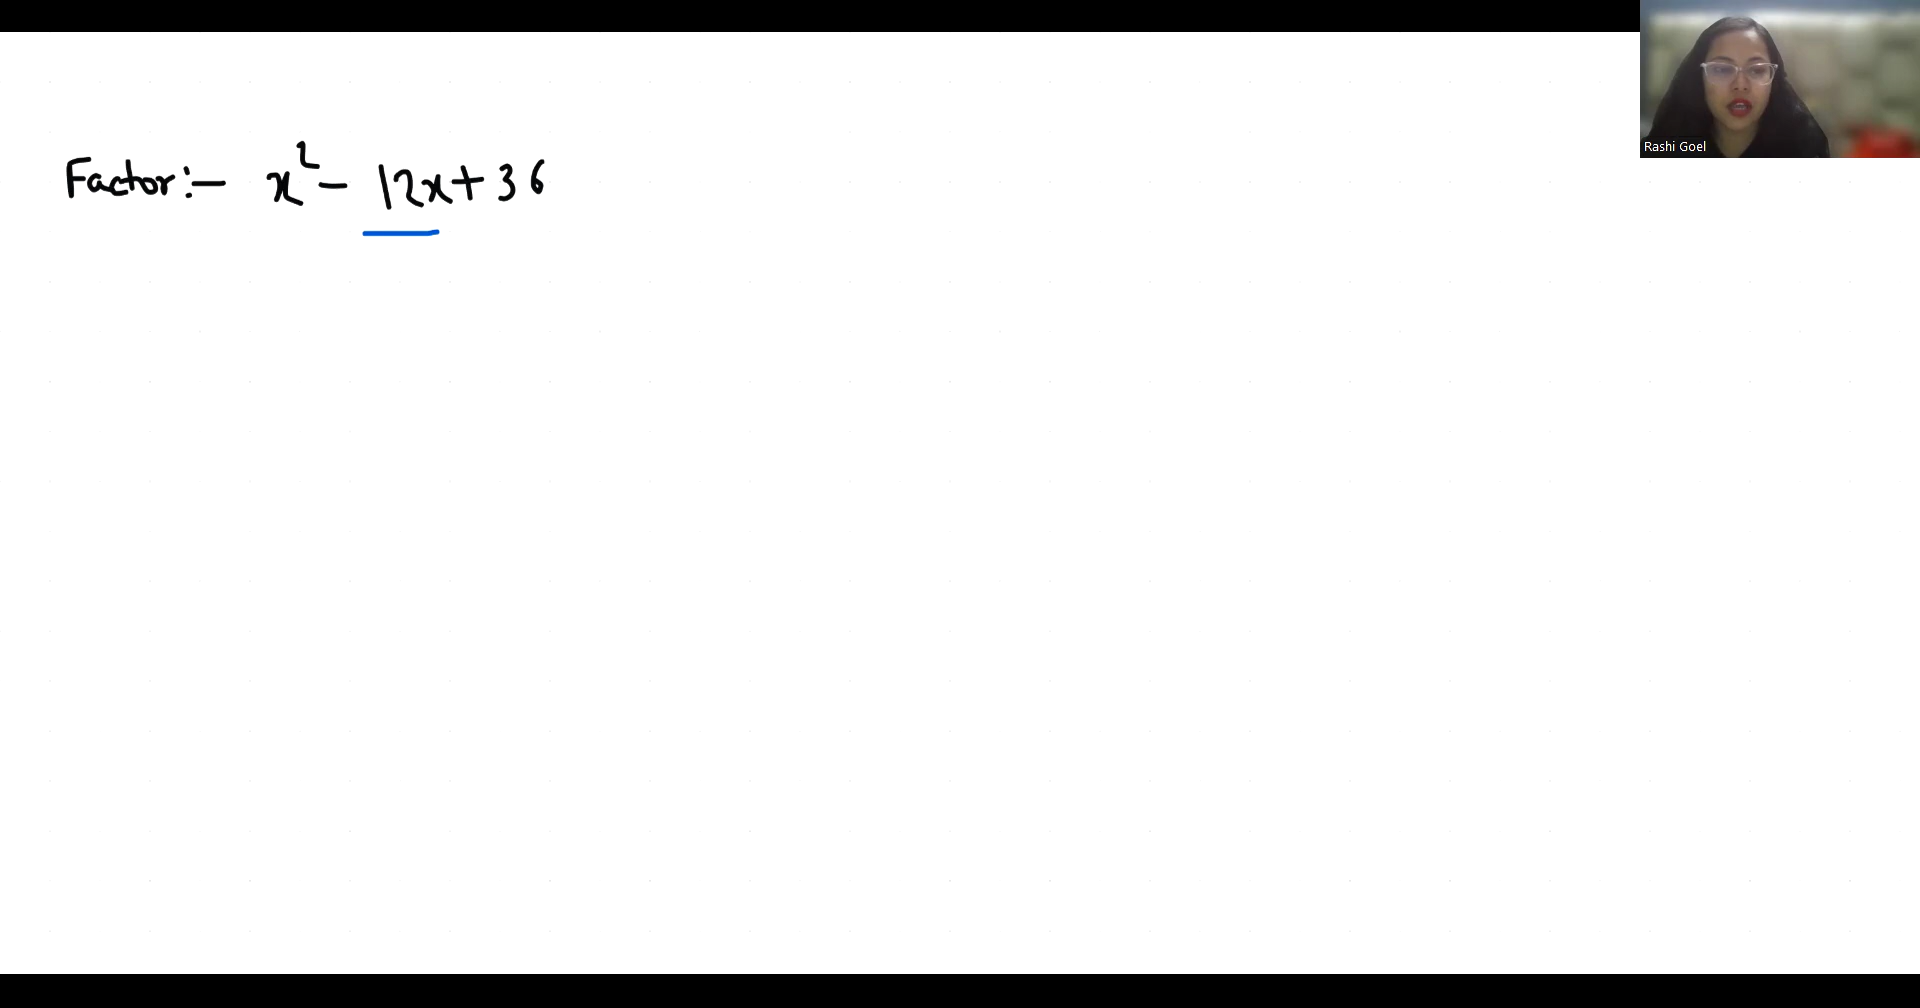 Factor:- x² - 12x + 36
Rashi Goel